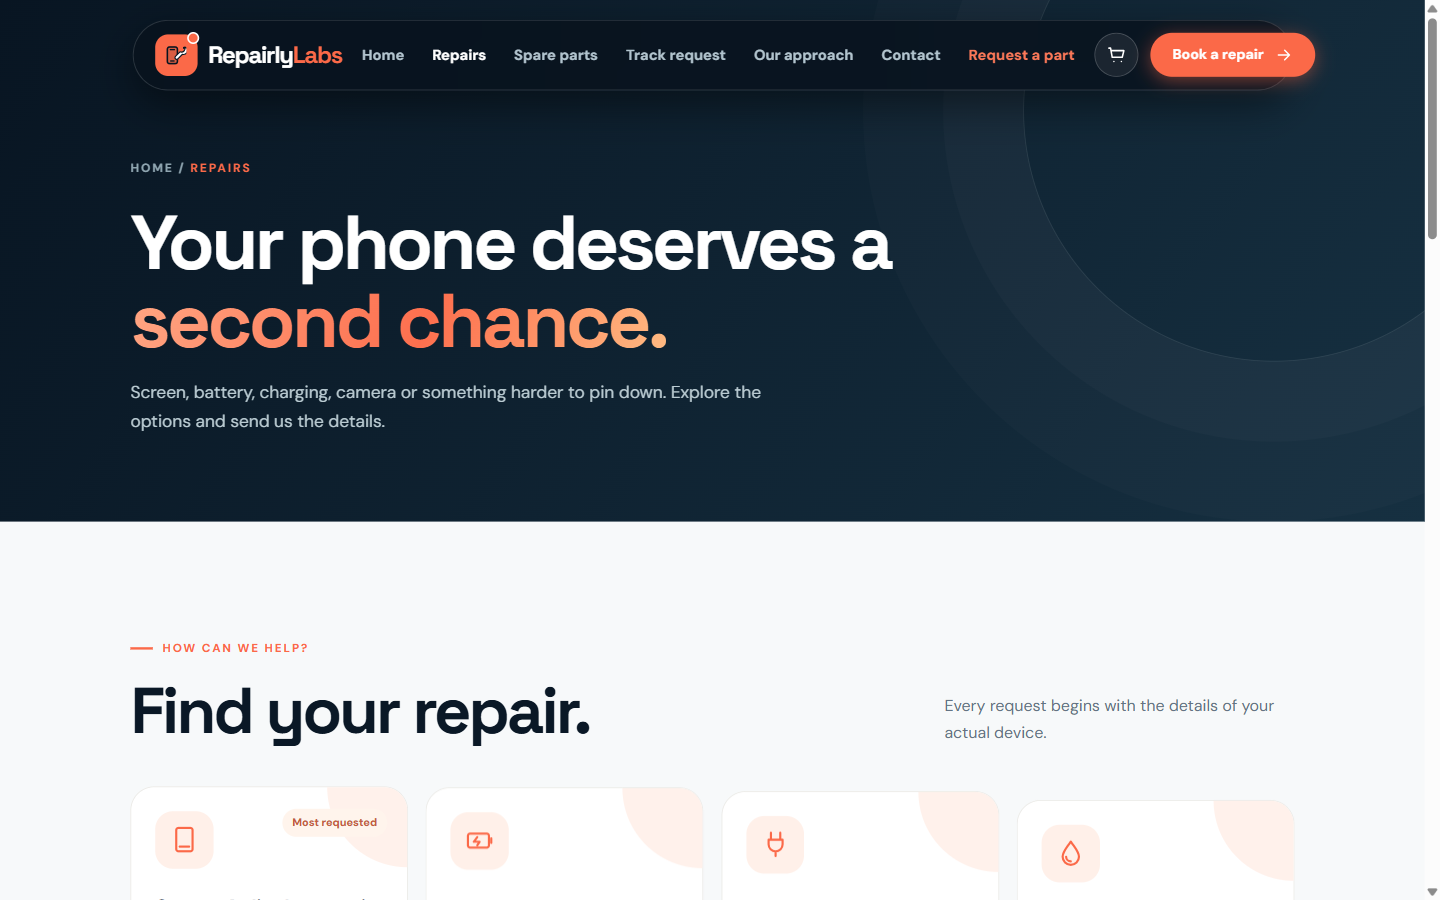 RepairlyLabs
Home
Repairs
Spare parts
Track request
Our approach
Contact
Request a part
Book a repair
HOME / REPAIRS
Your phone deserves a
second chance.
Screen, battery, charging, camera or something harder to pin down. Explore the
options and send us the details.
HOW CAN WE HELP?
Find your repair.
Every request begins with the details of your
actual device.
Most requested